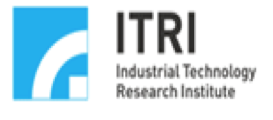 ITRI
Industrial Technology
Research Institute